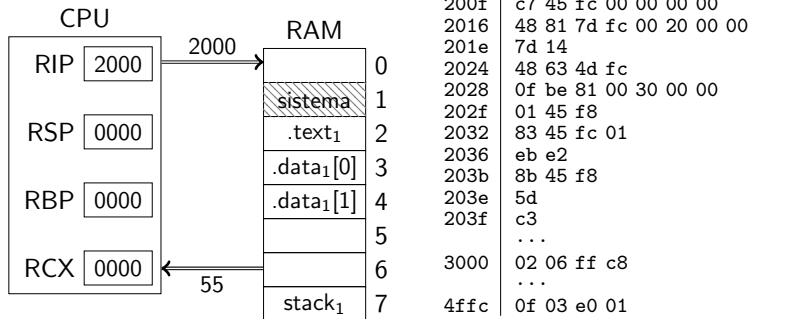 CPU
RIP 2000
RSP 0000
RBP 0000
RCX 0000
2000
55
RAM
0
sistema 1
.text1 2
.data1[0] 3
.data1[1] 4
5
6
stack1 7
200f c7 45 fc 00 00 00 00
2016 48 81 7d fc 00 20 00 00
201e 7d 14
2024 48 63 4d fc
2028 0f be 81 00 30 00 00
202f 01 45 f8
2032 83 45 fc 01
2036 eb e2
203b 8b 45 f8
203e 5d
203f c3
...
3000 02 06 ff c8
...
4ffc 0f 03 e0 01